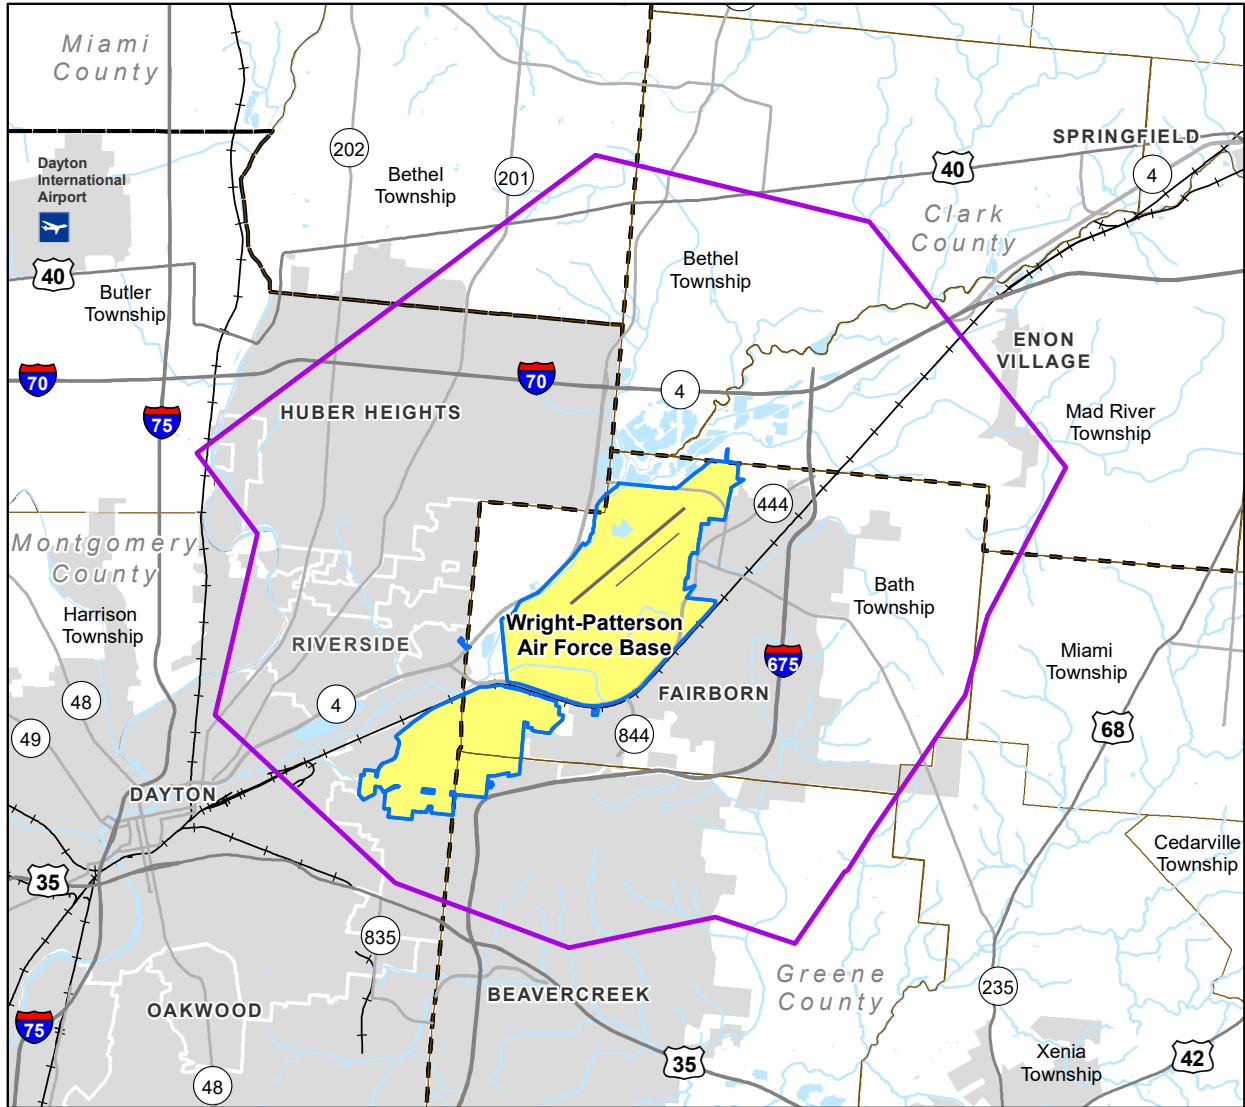 Miami
County
202
Bethel
Township
201
40
SPRINGFIELD
4
Dayton
International
Airport
40
Butler
Township
Clark
County
Bethel
Township
ENON
VILLAGE
70
75
HUBER HEIGHTS
70
4
Mad River
Township
Montgomery
County
Harrison
Township
444
Bath
Township
Wright-Patterson
Air Force Base
RIVERSIDE
675
Miami
Township
FAIRBORN
48
49
4
844
68
DAYTON
Cedarville
Township
35
835
Greene
County
235
OAKWOOD
BEAVERCREEK
75
48
35
Xenia
Township
42